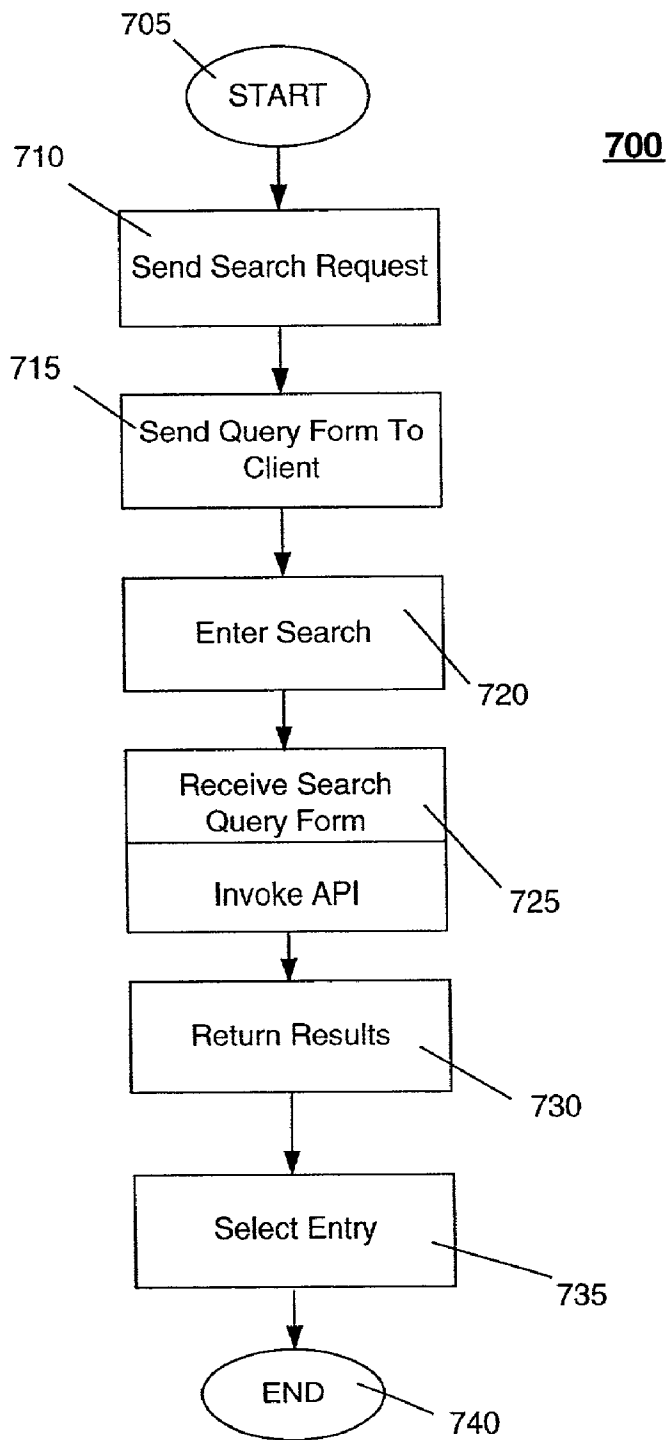 705
START
700
710
Send Search Request
715
Send Query Form To
Client
Enter Search
720
Receive Search
Query Form
Invoke API
725
Return Results
730
Select Entry
735
END
740